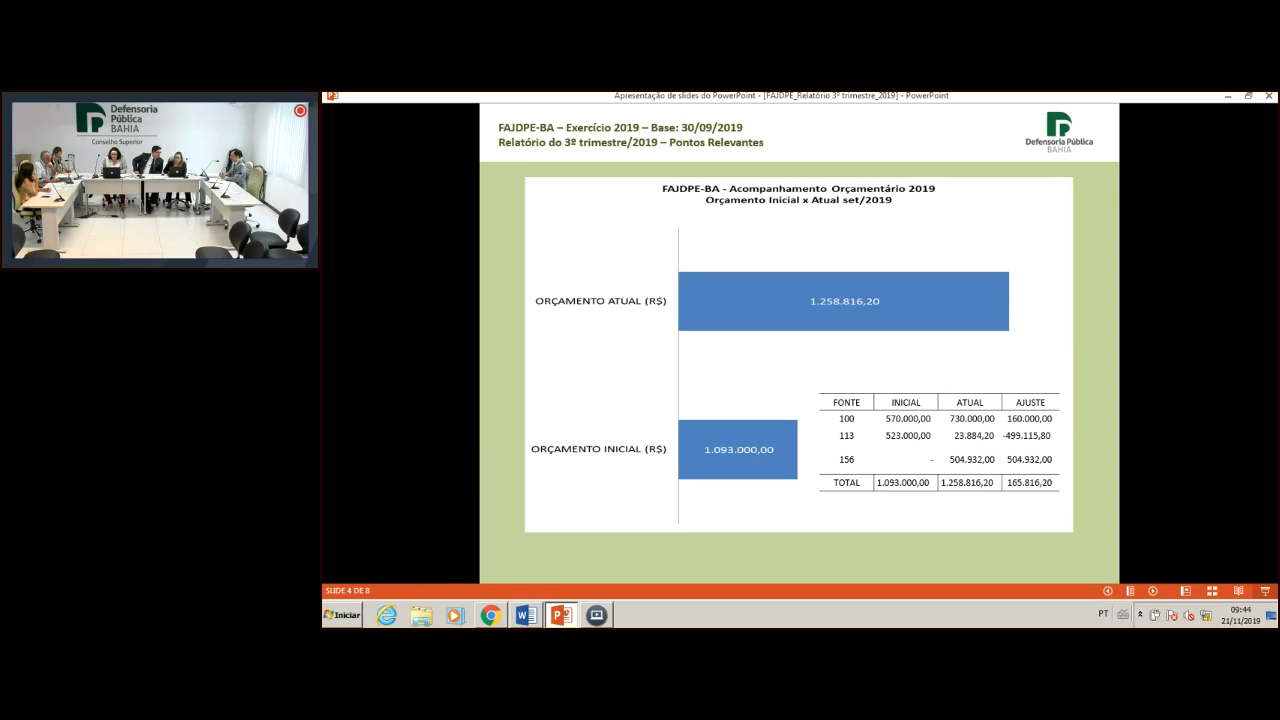 Defensoria
Pública
BAHIA
Conselho Superior
Apresentação de slides do PowerPoint - [FAJDPE_Relatório 3º trimestre_2019] - PowerPoint
FAJDPE-BA – Exercício 2019 – Base: 30/09/2019
Relatório do 3º trimestre/2019 – Pontos Relevantes
Defensoria Pública
BAHIA
FAJDPE-BA - Acompanhamento Orçamentário 2019
Orçamento Inicial x Atual set/2019
ORÇAMENTO ATUAL (R$)
1.258.816,20
ORÇAMENTO INICIAL (R$)
1.093.000,00
FONTE INICIAL ATUAL AJUSTE
100 570.000,00 730.000,00 160.000,00
113 523.000,00 23.884,20 -499.115,80
156 - 504.932,00 504.932,00
TOTAL 1.093.000,00 1.258.816,20 165.816,20
SLIDE 4 DE 8
Iniciar
PT
09:44
21/11/2019